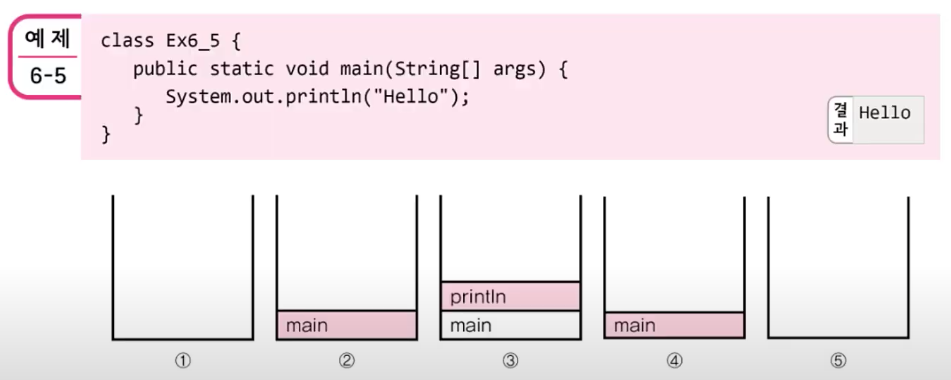 예제
6-5
class Ex6_5 {
public static void main(String[] args) {
System.out.println("Hello");
}
}
결과
Hello
main
println
main
main
① ② ③ ④ ⑤